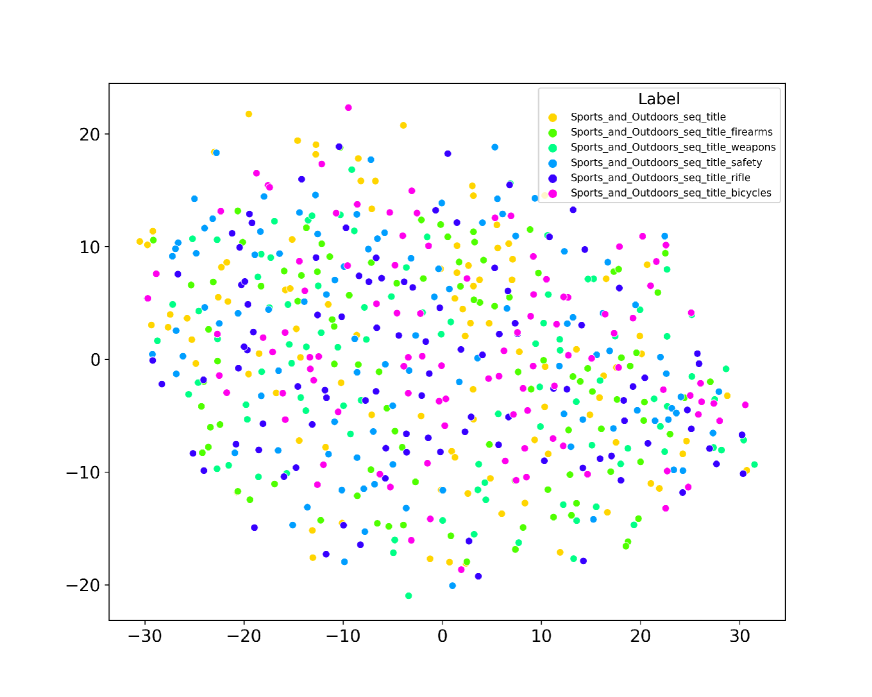 Label
Sports_and_Outdoors_seq_title
Sports_and_Outdoors_seq_title_firearms
Sports_and_Outdoors_seq_title_weapons
Sports_and_Outdoors_seq_title_safety
Sports_and_Outdoors_seq_title_rifle
Sports_and_Outdoors_seq_title_bicycles
20
10
0
−10
−20
−30 −20 −10 0 10 20 30